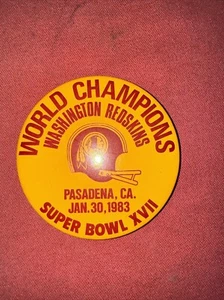 WORLD CHAMPIONS
WASHINGTON REDSKINS
PASADENA, CA.
JAN.30,1983
SUPER BOWL XVII